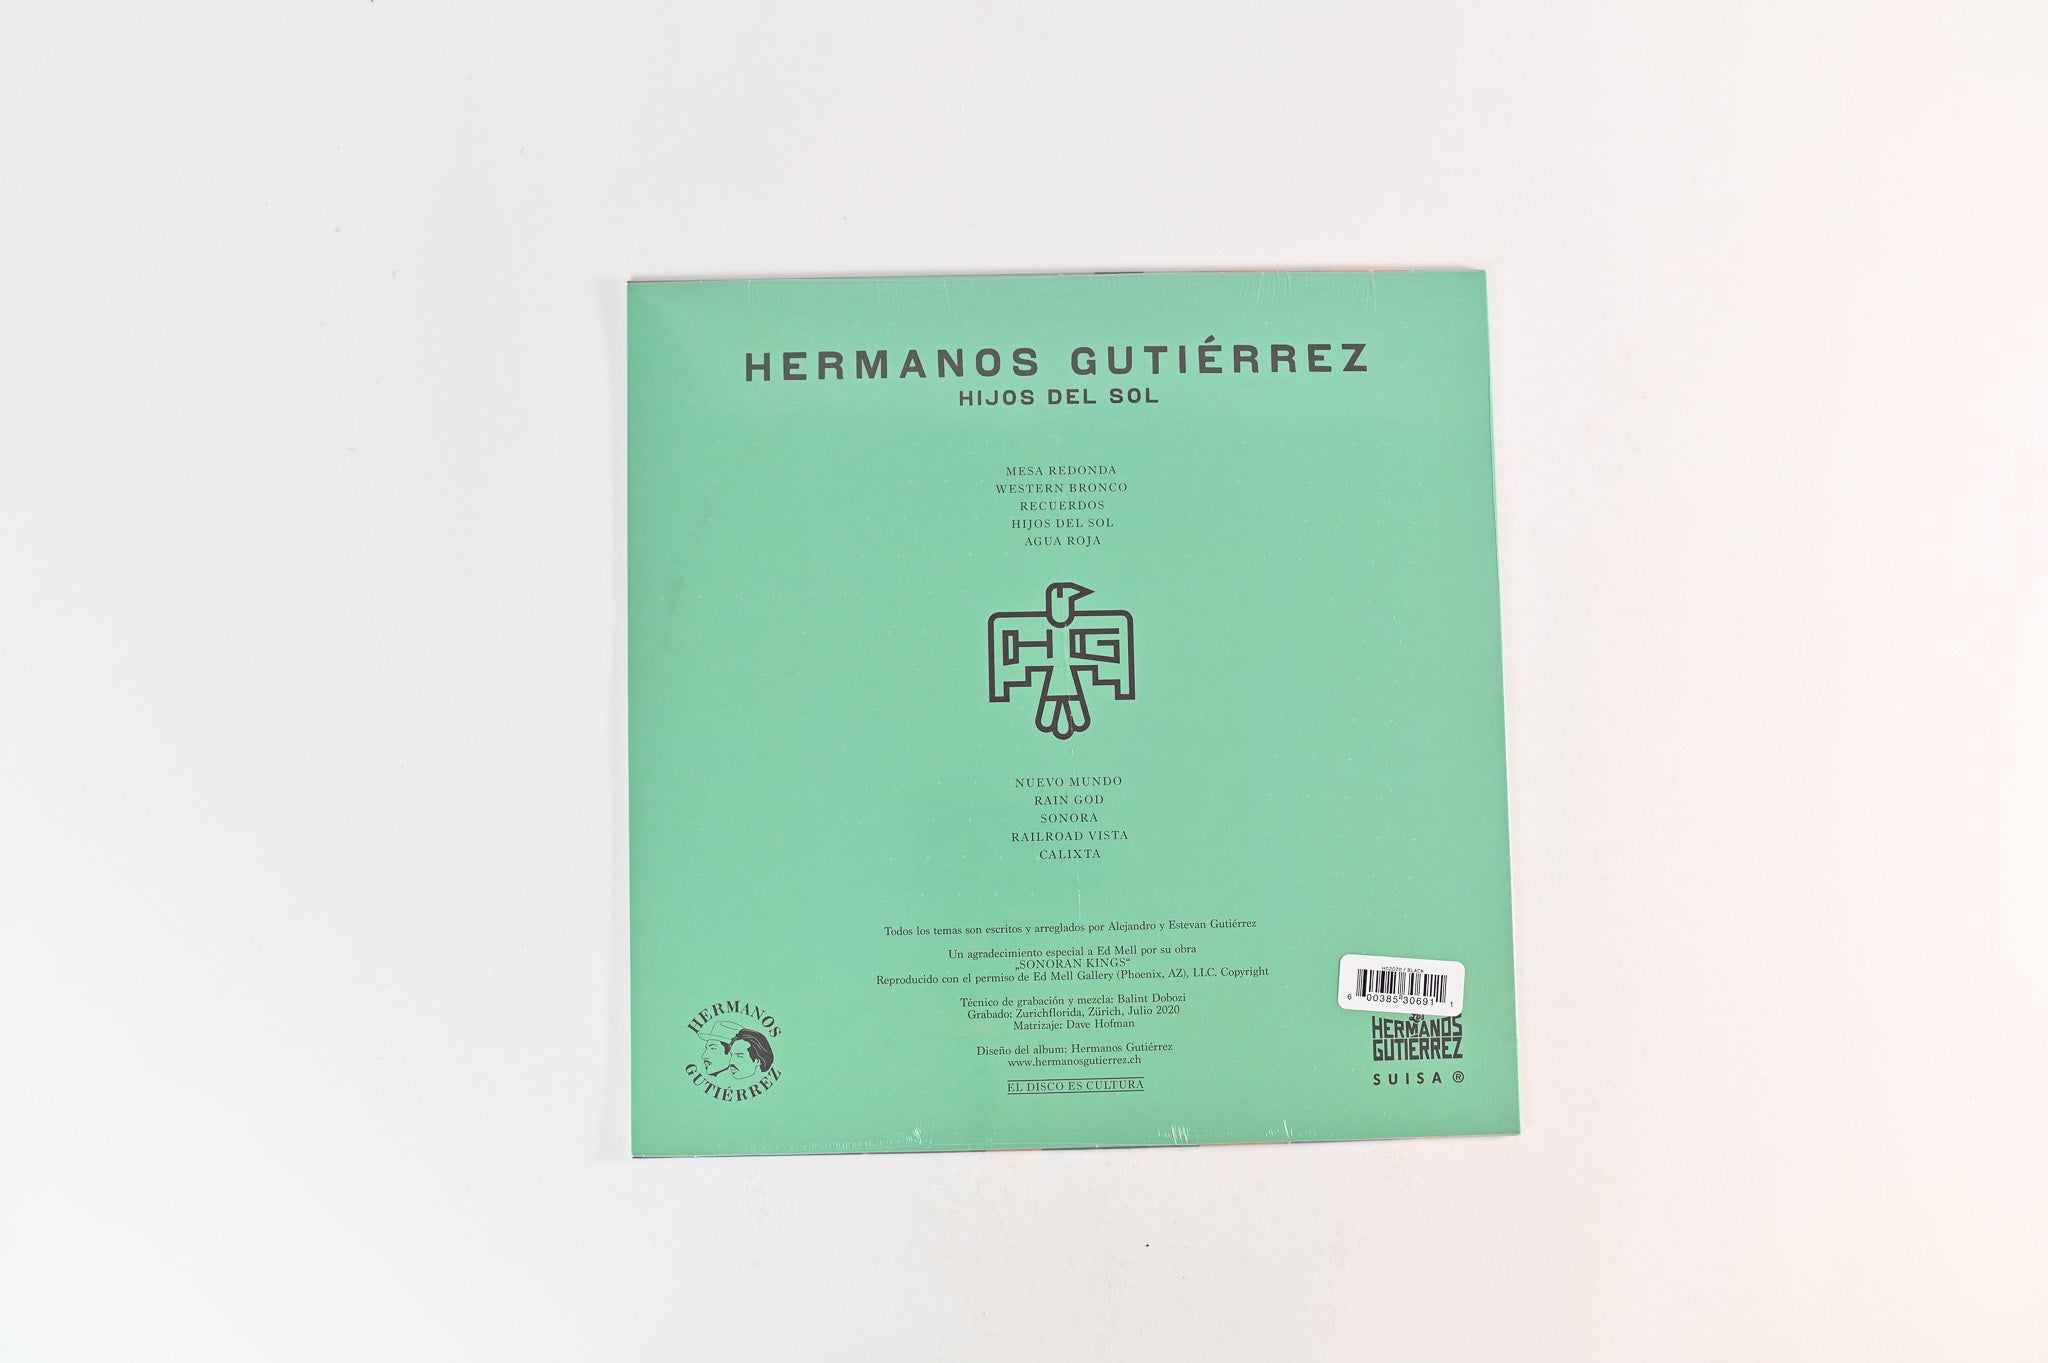 HERMANOS GUTIÉRREZ
HIJOS DEL SOL
MESA REDONDA
WESTERN BRONCO
RECUERDOS
HIJOS DEL SOL
AGUA ROJA
HG
NUEVO MUNDO
RAIN GOD
SONORA
RAILROAD VISTA
CALIXTA
Todos los temas son escritos y arreglados por Alejandro y Estevan Gutiérrez
Un agradecimiento especial a Ed Mell por su obra
„SONORAN KINGS“
Reproducido con el permiso de Ed Mell Gallery (Phoenix, AZ), LLC. Copyright
Técnico de grabación y mezcla: Balint Dobozi
Grabado: Zurichflorida, Zürich, Julio 2020
Matrizaje: Dave Hofman
Diseño del album: Hermanos Gutiérrez
www.hermanosgutierrez.ch
EL DISCO ES CULTURA
HERMANOS
GUTIÉRREZ
HG2020 / BLACK
6 00385 30691 1
Los
HERMANOS
GUTIERREZ
SUISA ®